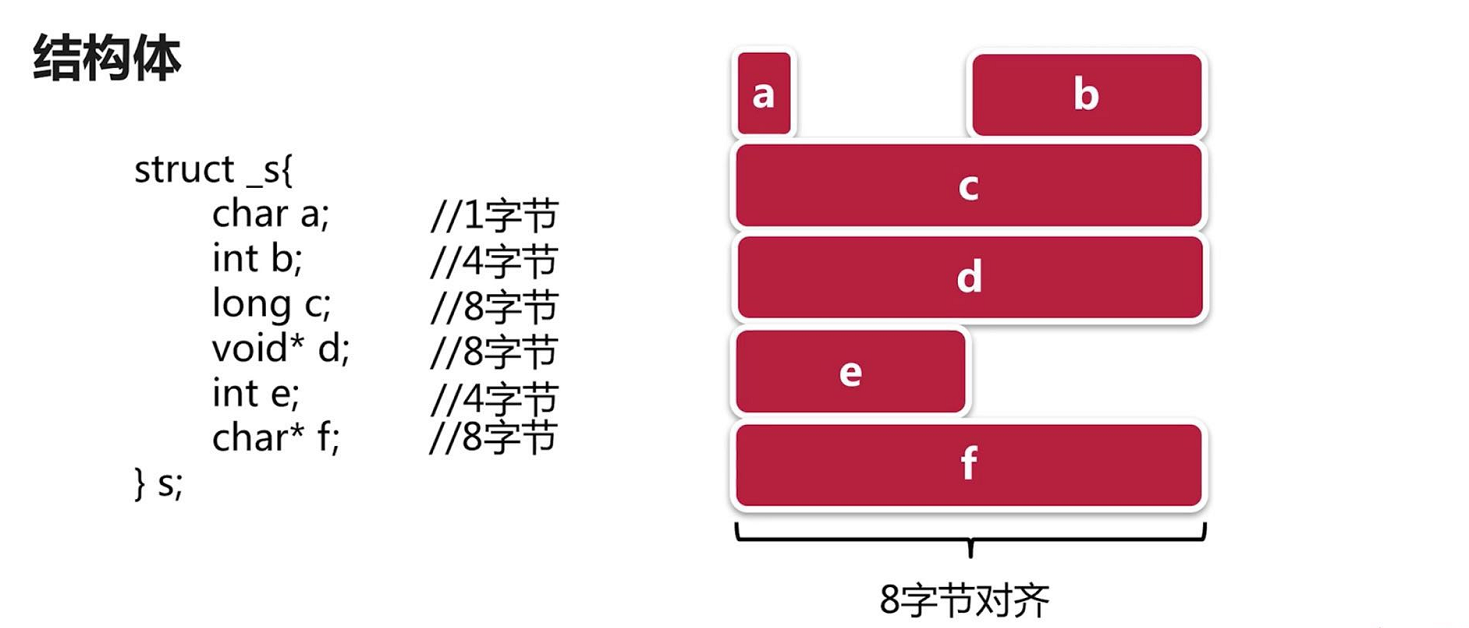 结构体
struct _s{
char a; //1字节
int b; //4字节
long c; //8字节
void* d; //8字节
int e; //4字节
char* f; //8字节
} s;
a b
c
d
e
f
8字节对齐